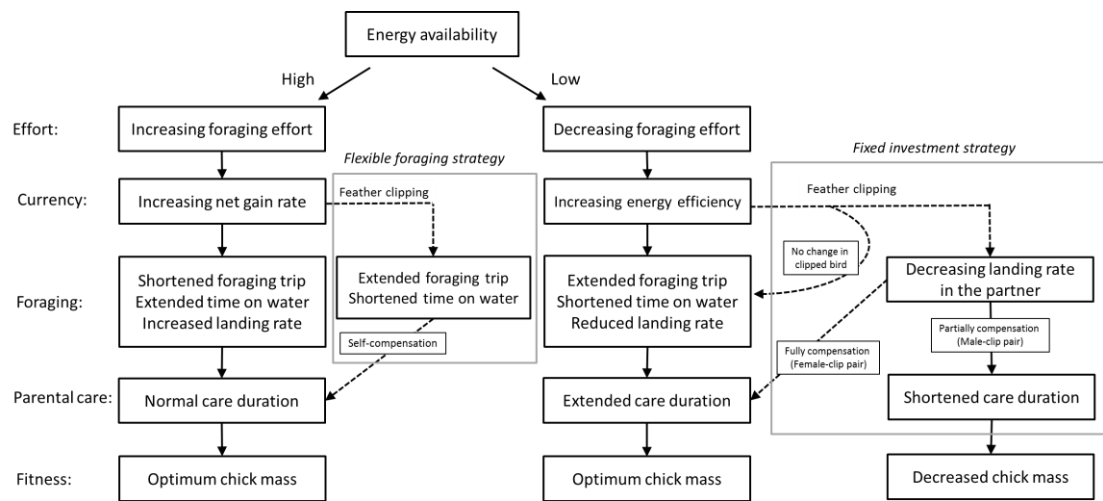 Energy availability
High
Low
Effort:
Increasing foraging effort
Decreasing foraging effort
Flexible foraging strategy
Fixed investment strategy
Currency:
Increasing net gain rate
Feather clipping
Increasing energy efficiency
Feather clipping
No change in
clipped bird
Foraging:
Shortened foraging trip
Extended time on water
Increased landing rate
Extended foraging trip
Shortened time on water
Extended foraging trip
Shortened time on water
Reduced landing rate
Decreasing landing rate
in the partner
Self-compensation
Fully compensation
(Female-clip pair)
Partially compensation
(Male-clip pair)
Parental care:
Normal care duration
Extended care duration
Shortened care duration
Fitness:
Optimum chick mass
Optimum chick mass
Decreased chick mass